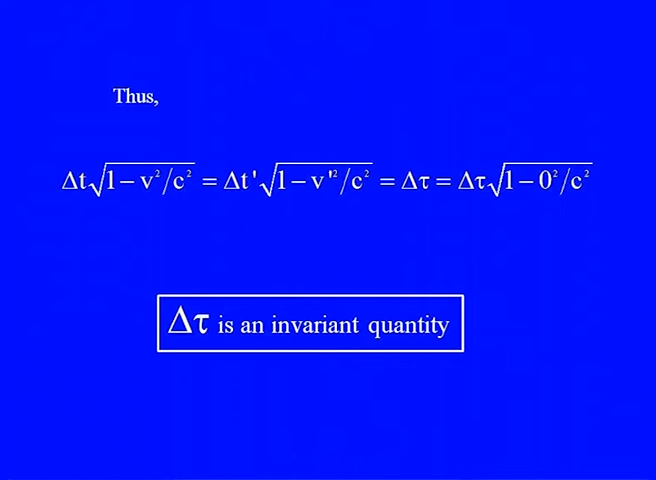 Thus,
Δt√1 − v²/c² = Δt'√1 − v'²/c² = Δτ = Δτ√1 − 0²/c²
Δτ is an invariant quantity